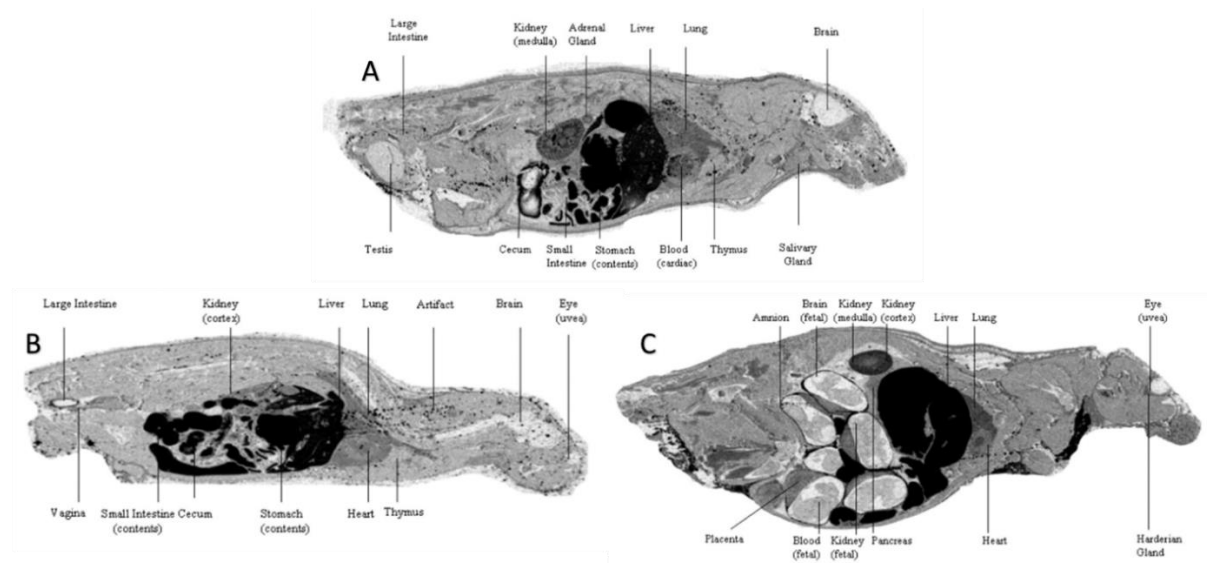 Large
Intestine
Kidney
(medulla)
Adrenal
Gland
Liver
Lung
Brain
A
Testis
Cecum
Small
Intestine
Stomach
(contents)
Blood
(cardiac)
Thymus
Salivary
Gland
Large Intestine
Kidney
(cortex)
Liver
Lung
Artifact
Brain
Eye
(uvea)
B
Vagina
Small Intestine
(contents)
Cecum
Stomach
(contents)
Heart
Thymus
Amnion
Brain
(fetal)
Kidney
(medulla)
Kidney
(cortex)
Liver
Lung
Eye
(uvea)
C
Placenta
Blood
(fetal)
Kidney
(fetal)
Pancreas
Heart
Harderian
Gland